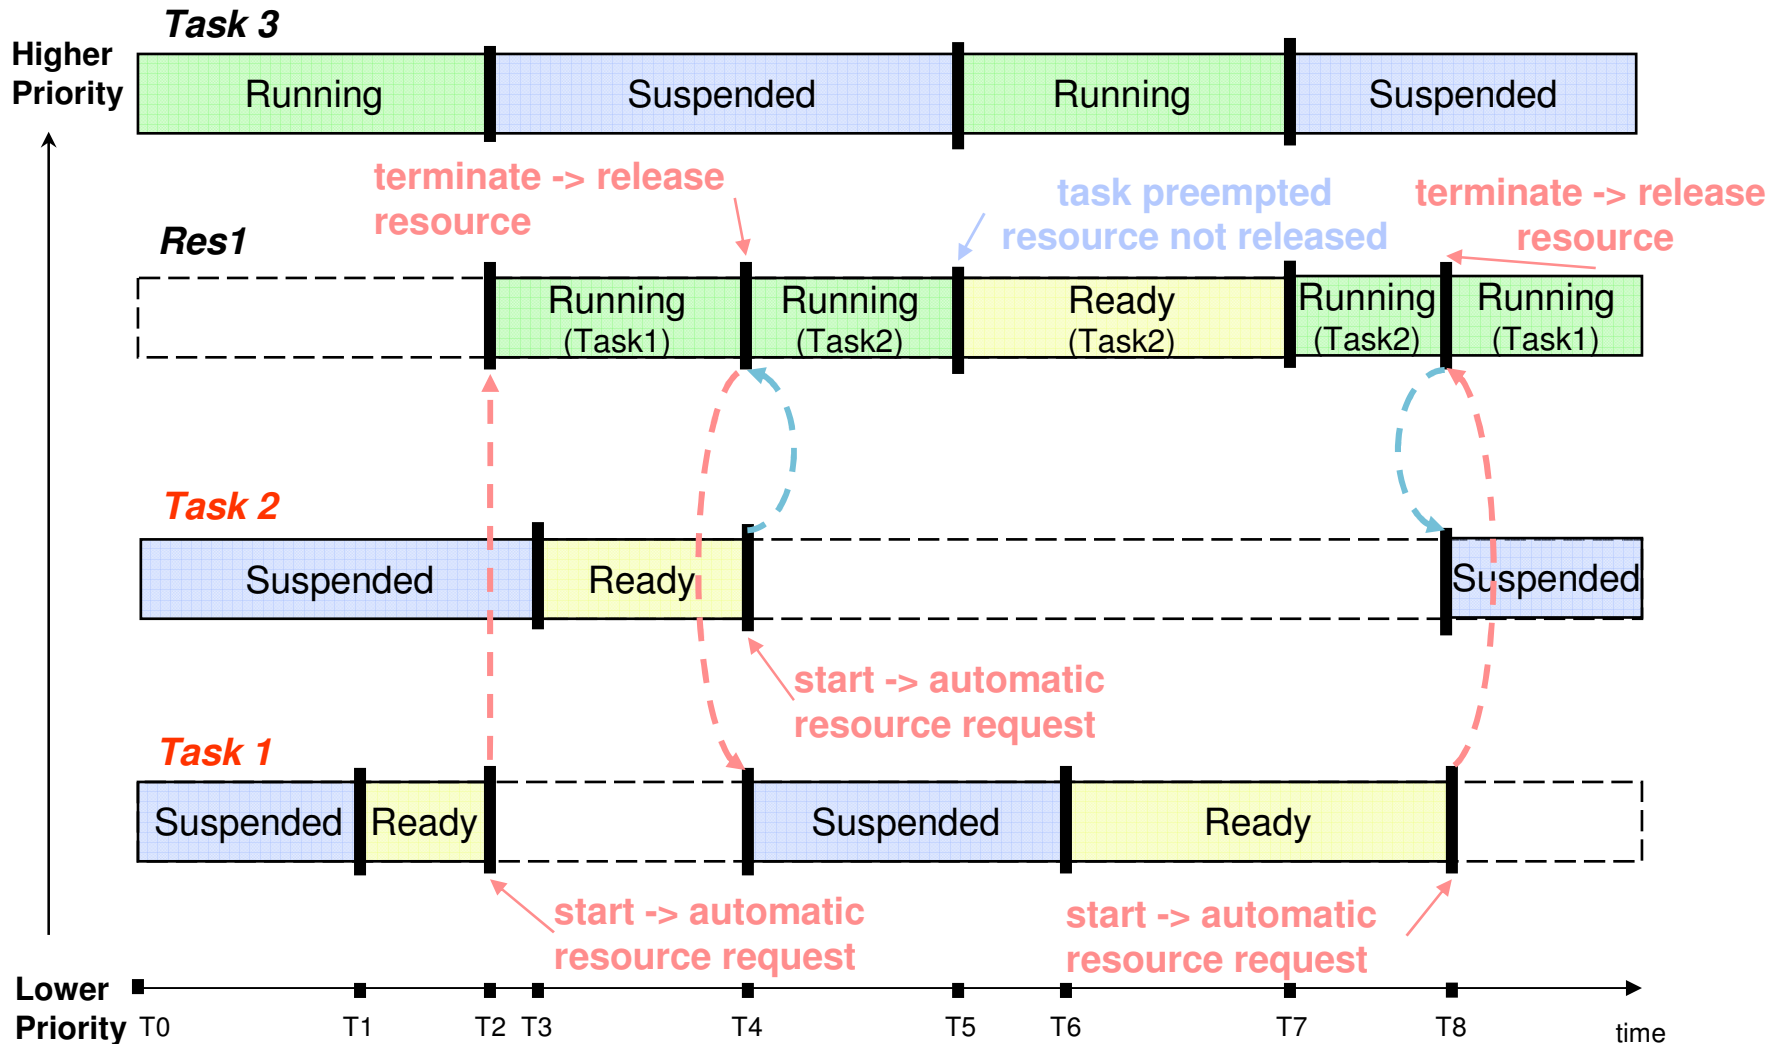 Task 3
Higher
Priority
Running
Suspended
Running
Suspended
terminate -> release
resource
task preempted
resource not released
terminate -> release
resource
Res1
Running
(Task1)
Running
(Task2)
Ready
(Task2)
Running
(Task2)
Running
(Task1)
Task 2
Suspended
Ready
Suspended
start -> automatic
resource request
Task 1
Suspended
Ready
Suspended
Ready
start -> automatic
resource request
start -> automatic
resource request
Lower
Priority
T0
T1
T2
T3
T4
T5
T6
T7
T8
time